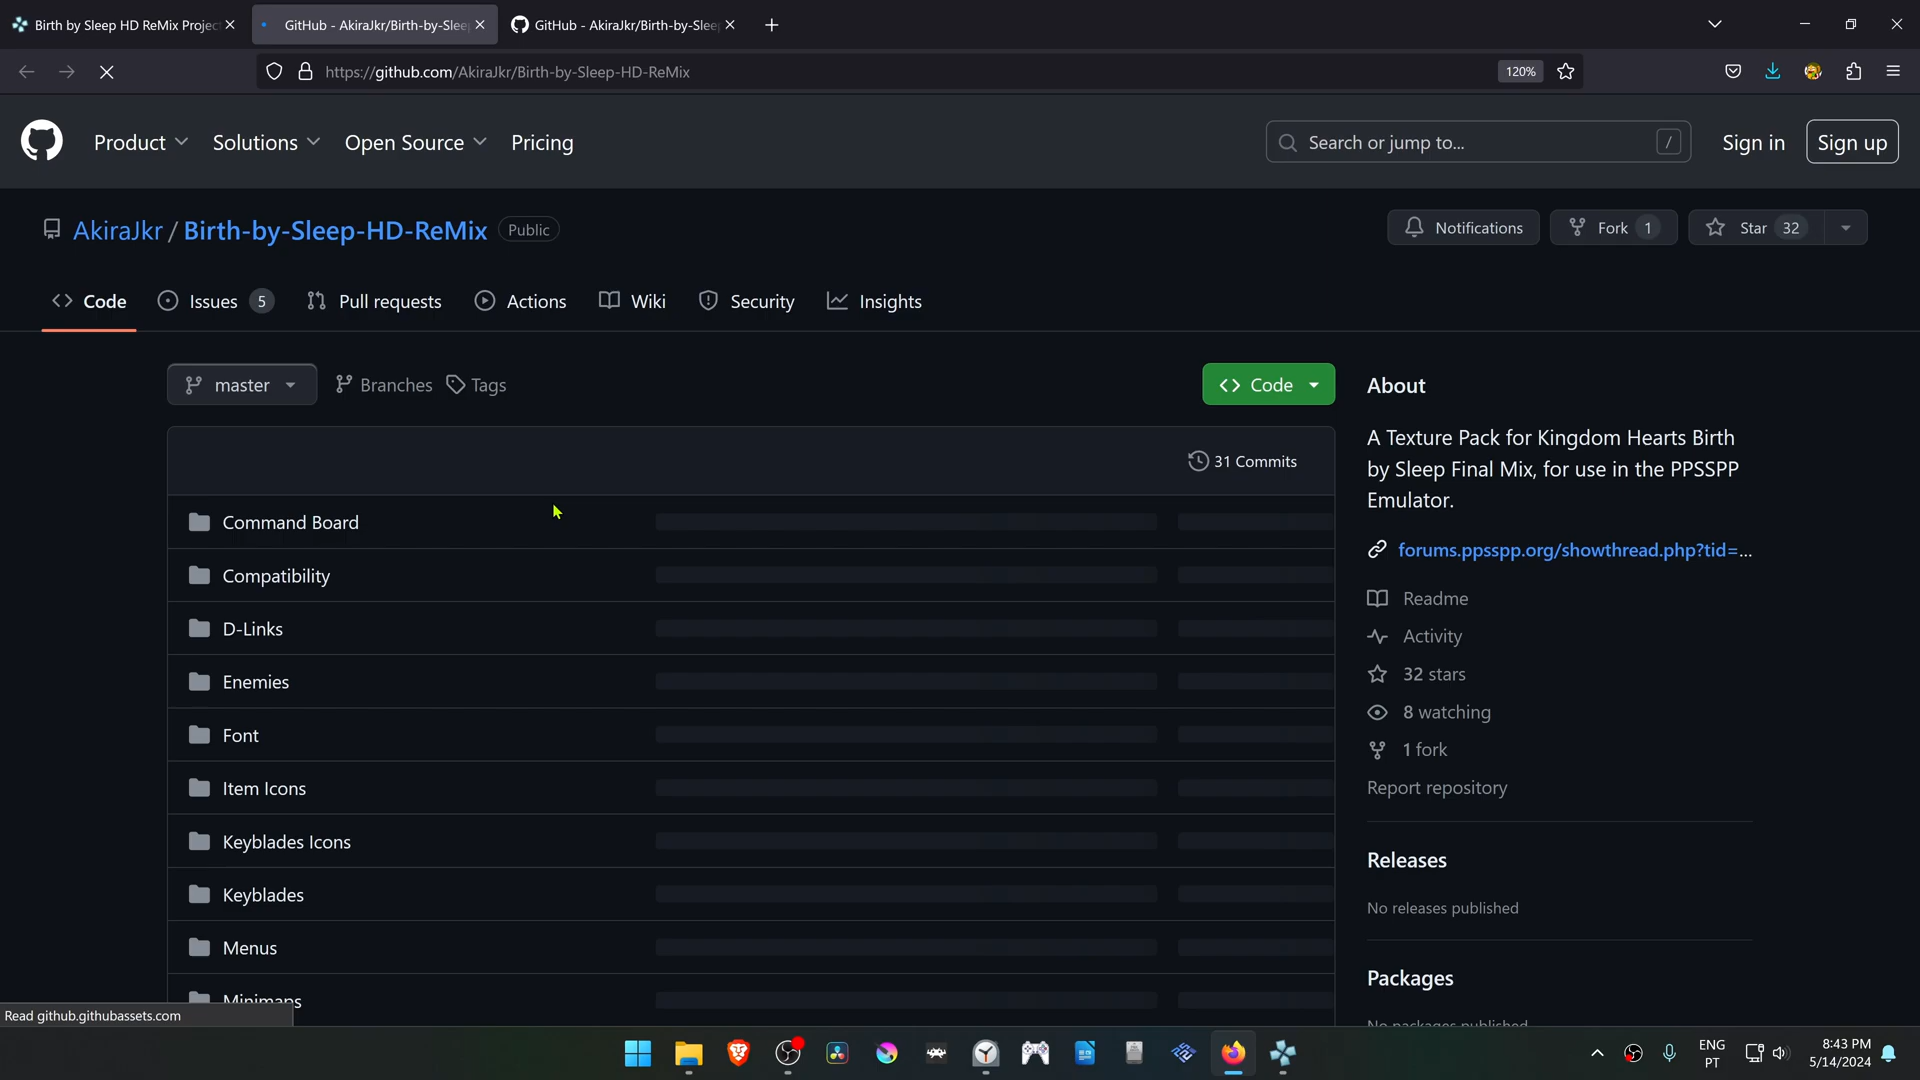 Birth by Sleep HD ReMix Projec
GitHub - AkiraJkr/Birth-by-Slee
GitHub - AkiraJkr/Birth-by-Slee
https://github.com/AkiraJkr/Birth-by-Sleep-HD-ReMix
120%
Product Solutions Open Source Pricing
Search or jump to...
/
Sign in
Sign up
AkiraJkr / Birth-by-Sleep-HD-ReMix Public
Notifications
Fork 1
Star 32
Code Issues 5 Pull requests Actions Wiki Security Insights
master
Branches
Tags
Code
31 Commits
Command Board
Compatibility
D-Links
Enemies
Font
Item Icons
Keyblades Icons
Keyblades
Menus
Minimaps
About
A Texture Pack for Kingdom Hearts Birth
by Sleep Final Mix, for use in the PPSSPP
Emulator.
forums.ppsspp.org/showthread.php?tid=...
Readme
Activity
32 stars
8 watching
1 fork
Report repository
Releases
No releases published
Packages
No packages published
Read github.githubassets.com
ENG
PT
8:43 PM
5/14/2024